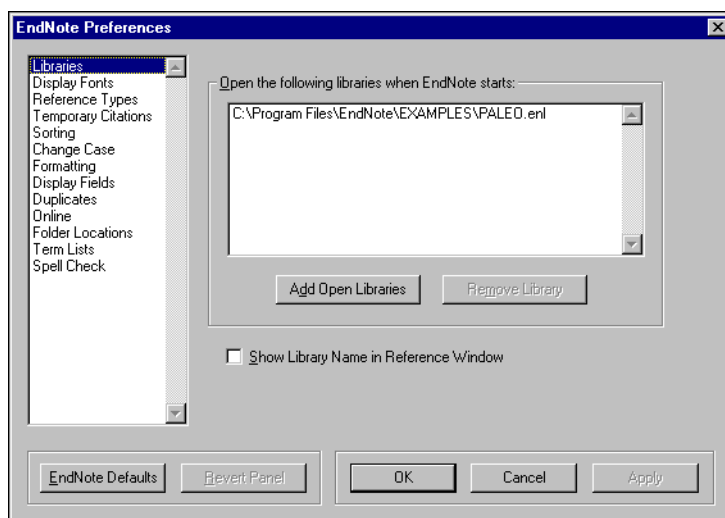 EndNote Preferences
Libraries
Display Fonts
Reference Types
Temporary Citations
Sorting
Change Case
Formatting
Display Fields
Duplicates
Online
Folder Locations
Term Lists
Spell Check
Open the following libraries when EndNote starts:
C:\Program Files\EndNote\EXAMPLES\PALEO.enl
Add Open Libraries
Remove Library
Show Library Name in Reference Window
EndNote Defaults
Revert Panel
OK
Cancel
Apply